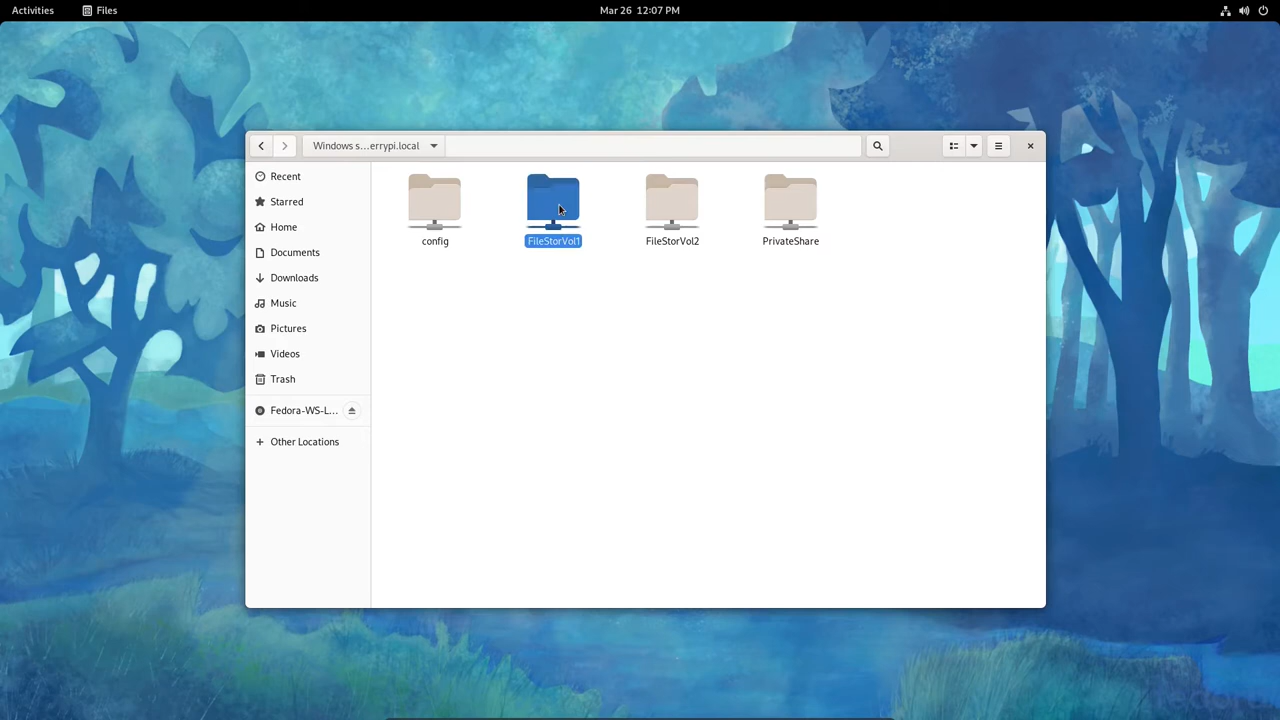 Activities Files Mar 26 12:07 PM
Windows s...errypi.local
Recent
Starred
Home
Documents
Downloads
Music
Pictures
Videos
Trash
Fedora-WS-L...
Other Locations
config FileStorVol1 FileStorVol2 PrivateShare